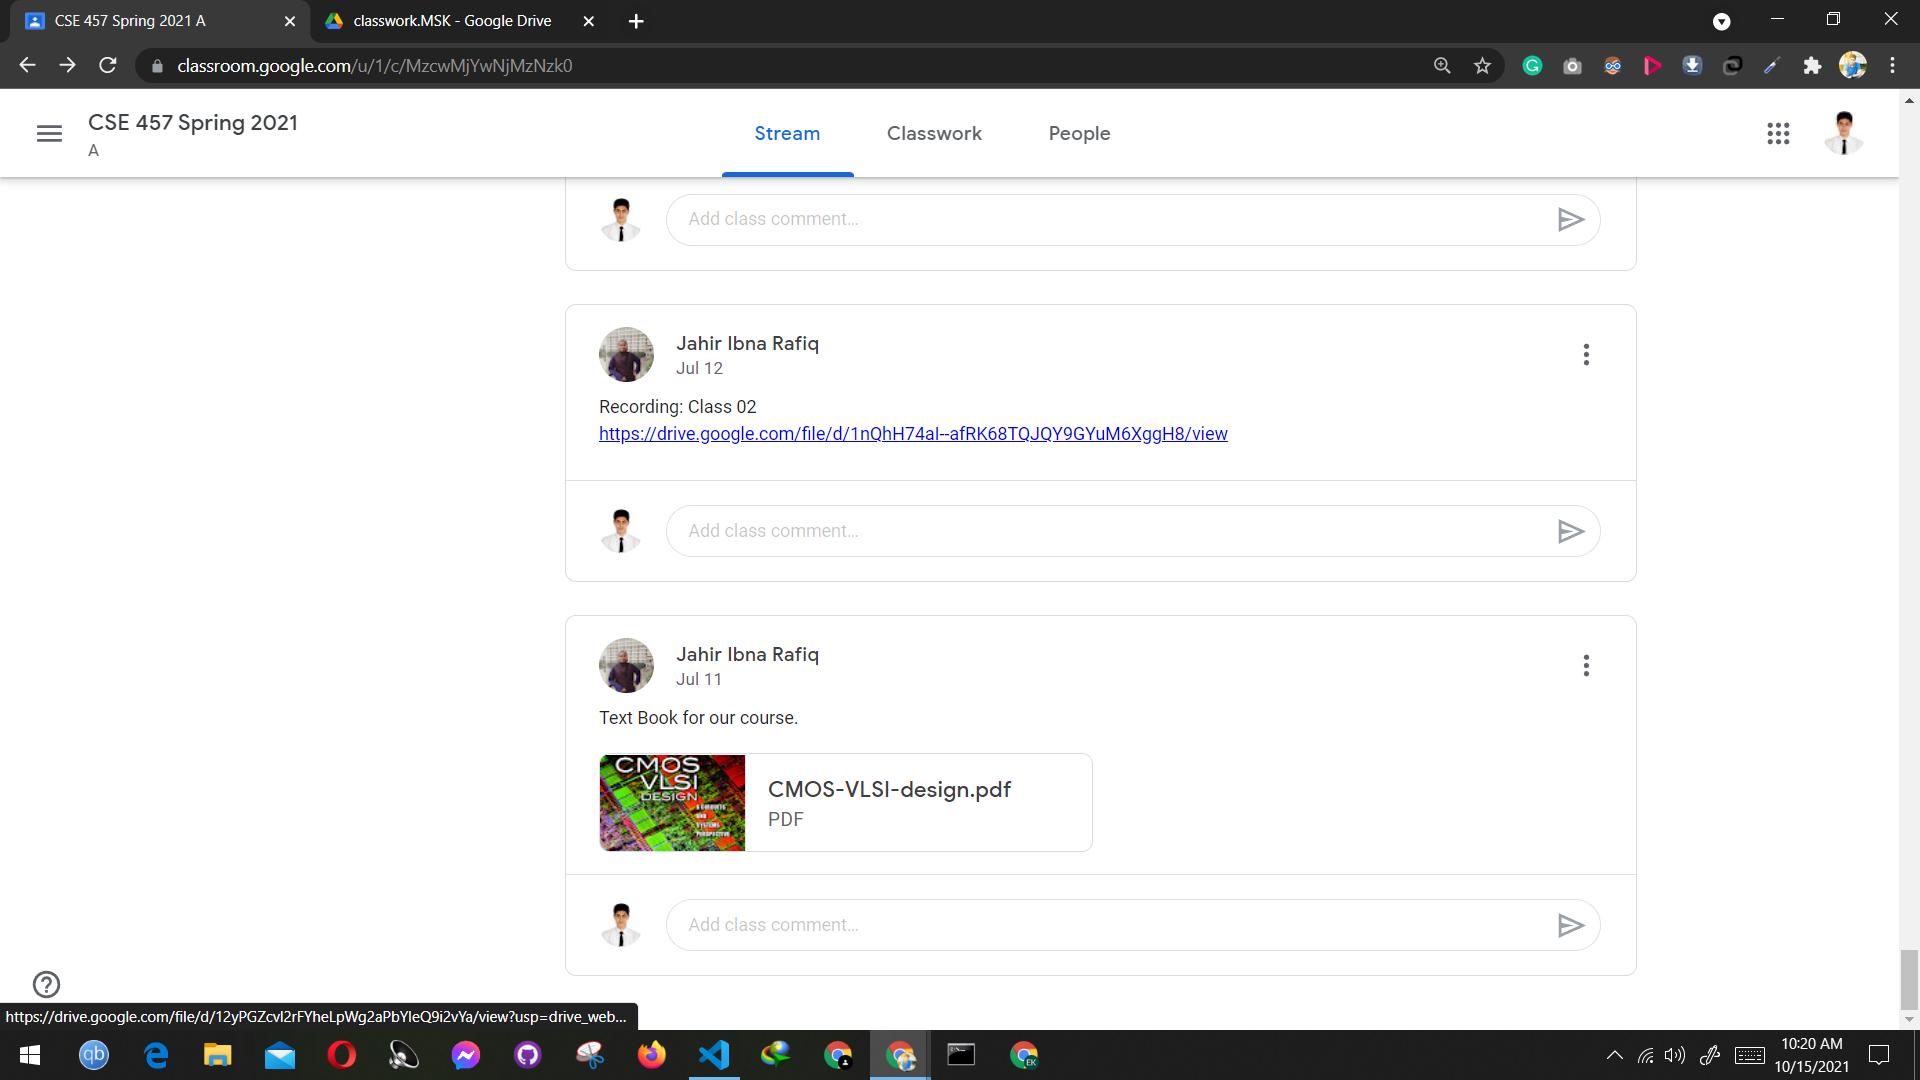 CSE 457 Spring 2021 A
classwork.MSK - Google Drive
classroom.google.com/u/1/c/MzcwMjYwNjMzNzk0
CSE 457 Spring 2021
A
Stream
Classwork
People
Add class comment...
Jahir Ibna Rafiq
Jul 12
Recording: Class 02
https://drive.google.com/file/d/1nQhH74aI--afRK68TQJQY9GYuM6XggH8/view
Add class comment...
Jahir Ibna Rafiq
Jul 11
Text Book for our course.
CMOS
VLSI
DESIGN
A CIRCUITS
AND
SYSTEMS
PERSPECTIVE
CMOS-VLSI-design.pdf
PDF
Add class comment...
https://drive.google.com/file/d/12yPGZcvl2rFYheLpWg2aPbYIeQ9i2vYa/view?usp=drive_web...
qb
EK
10:20 AM
10/15/2021